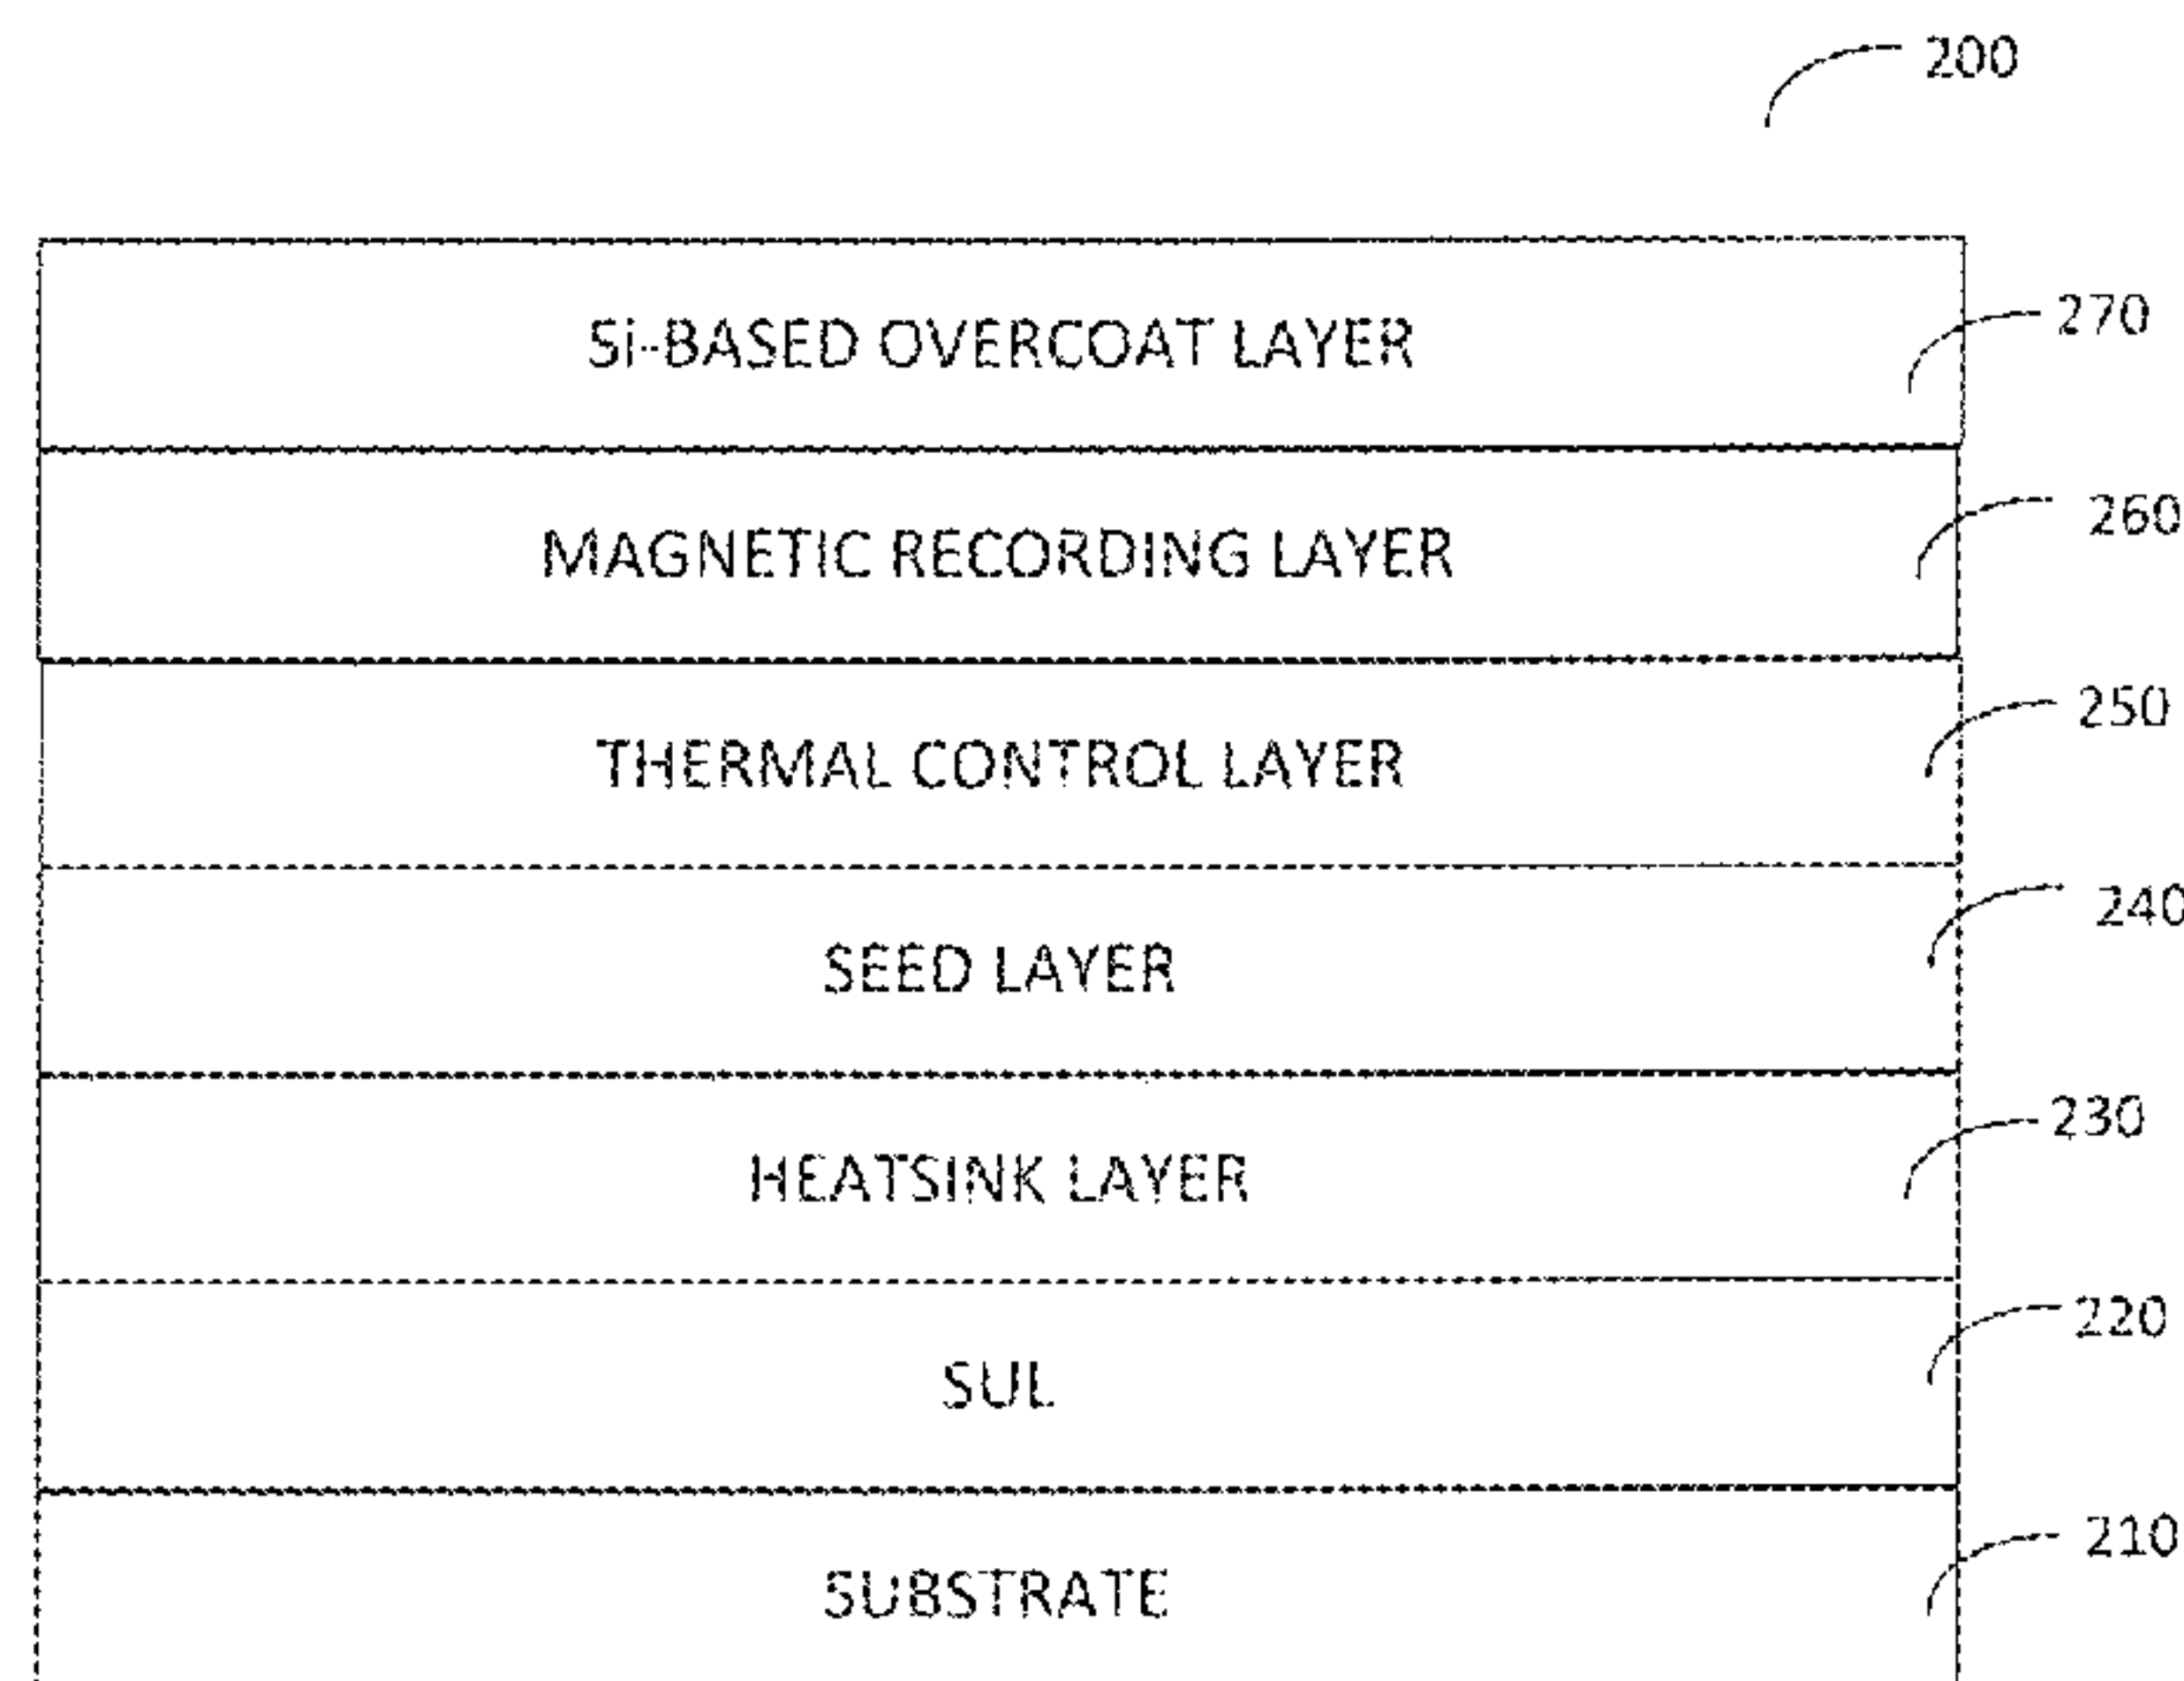 200
Si-BASED OVERCOAT LAYER
270
MAGNETIC RECORDING LAYER
260
THERMAL CONTROL LAYER
250
SEED LAYER
240
HEATSINK LAYER
230
SUL
220
SUBSTRATE
210